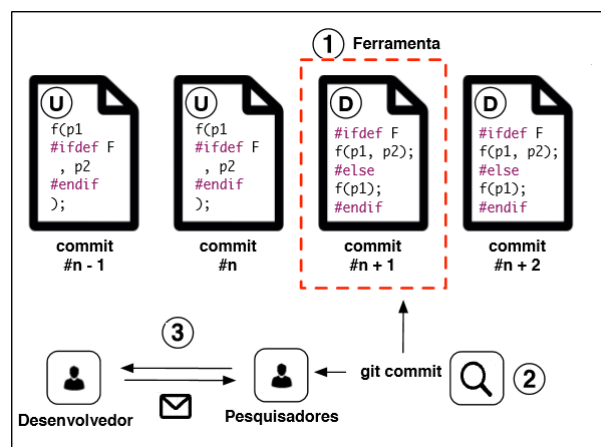 1 Ferramenta
U
f(p1
#ifdef F
, p2
#endif
);
commit
#n - 1
U
f(p1
#ifdef F
, p2
#endif
);
commit
#n
D
#ifdef F
f(p1, p2);
#else
f(p1);
#endif
commit
#n + 1
D
#ifdef F
f(p1, p2);
#else
f(p1);
#endif
commit
#n + 2
3
Desenvolvedor
Pesquisadores
git commit
2